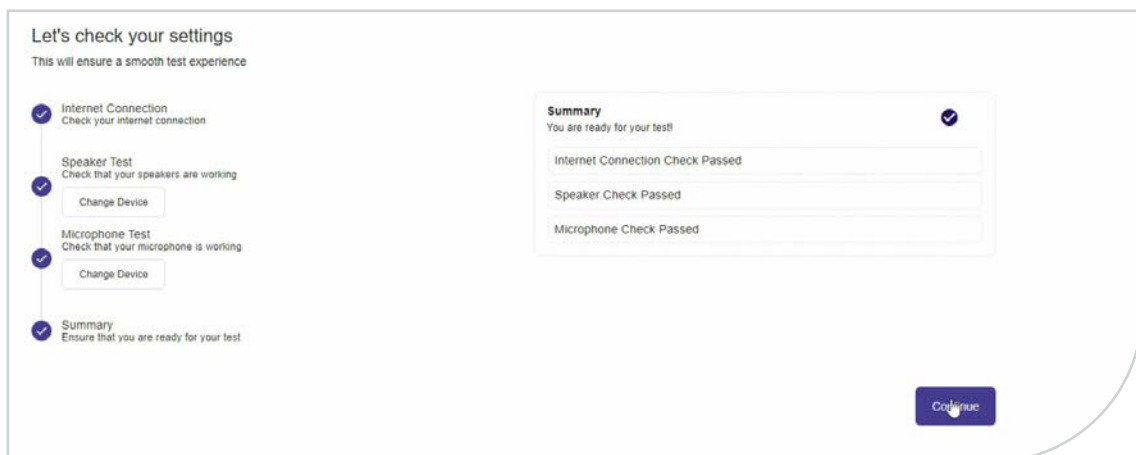 Let's check your settings
This will ensure a smooth test experience
Internet Connection
Check your internet connection
Speaker Test
Check that your speakers are working
Change Device
Microphone Test
Check that your microphone is working
Change Device
Summary
Ensure that you are ready for your test
Summary
You are ready for your test!
Internet Connection Check Passed
Speaker Check Passed
Microphone Check Passed
Continue